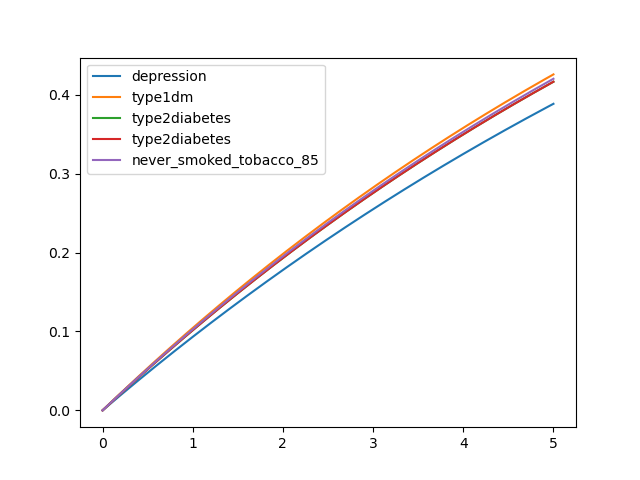 depression
type1dm
type2diabetes
type2diabetes
never_smoked_tobacco_85
0.4
0.3
0.2
0.1
0.0
0 1 2 3 4 5